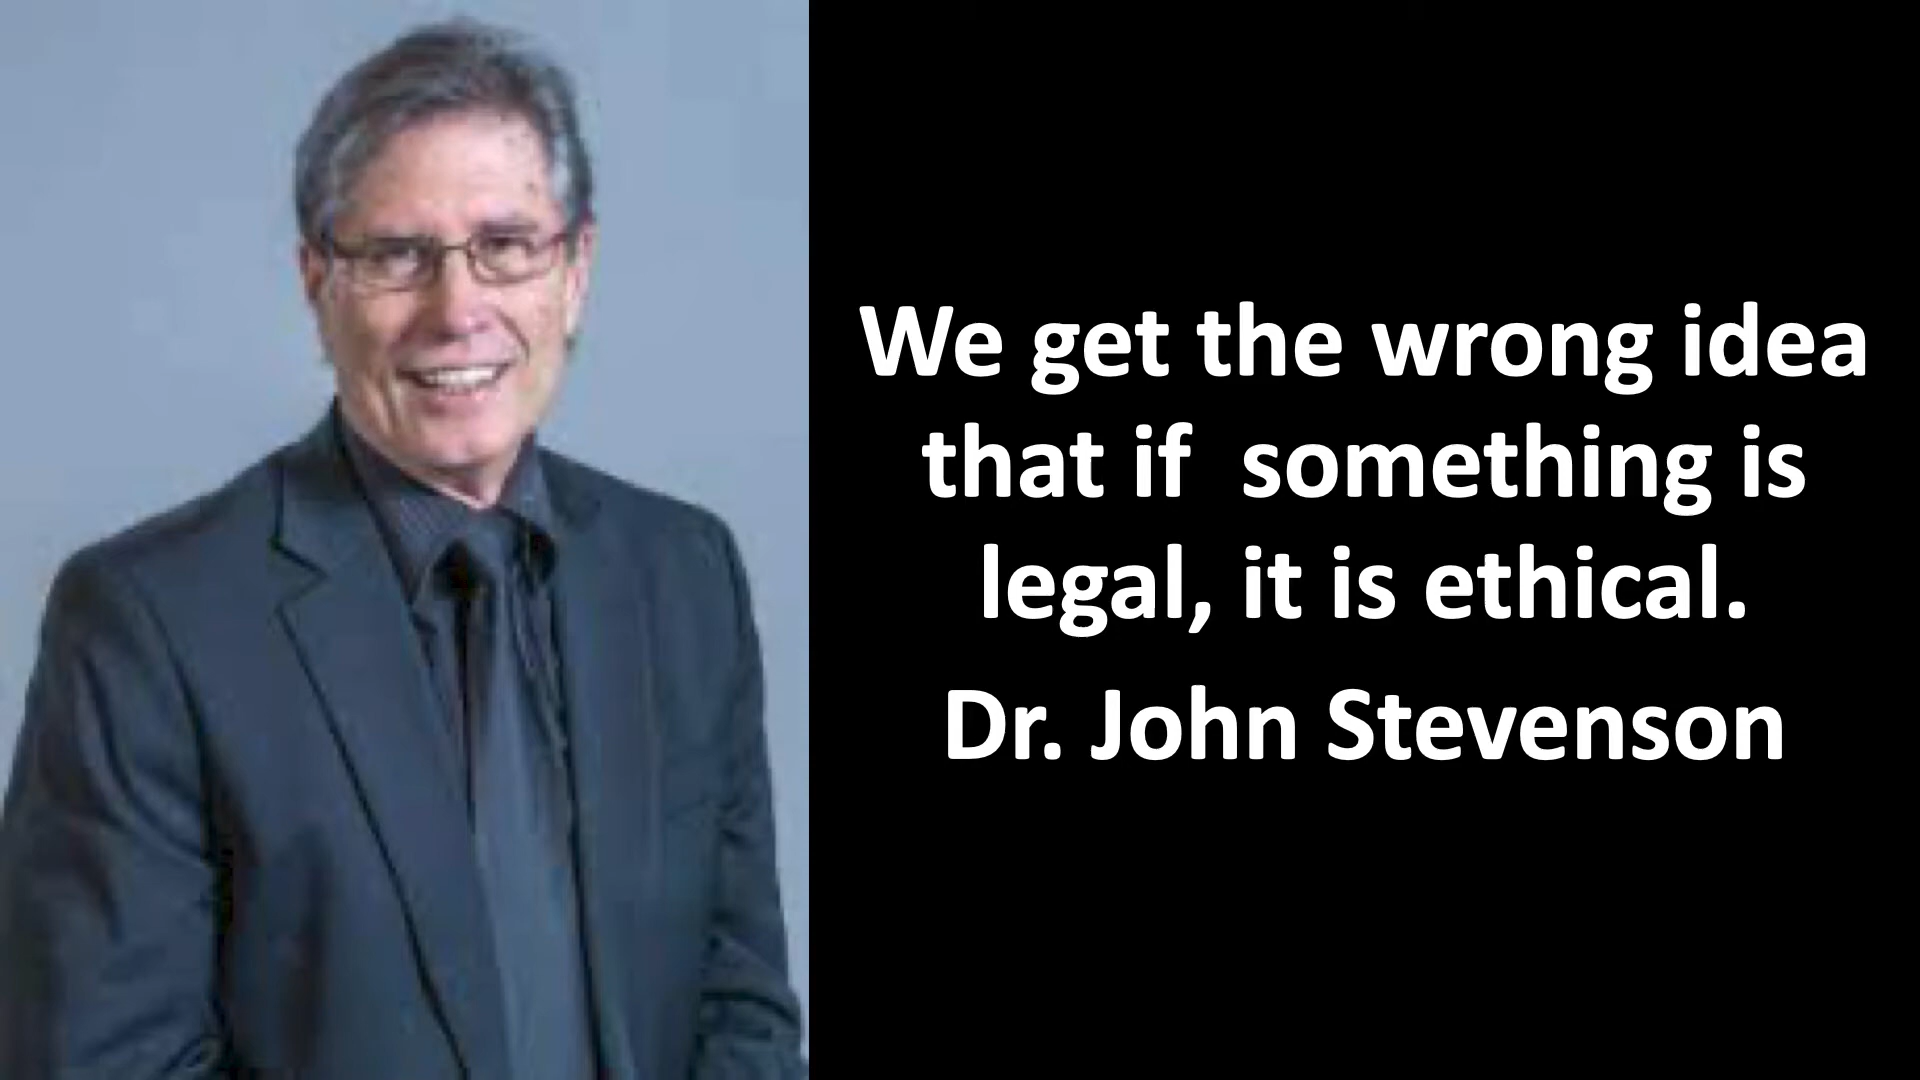 We get the wrong idea
that if  something is
legal, it is ethical.
Dr. John Stevenson